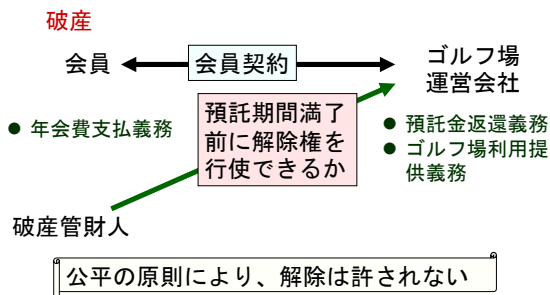 破産
会員
会員契約
ゴルフ場
運営会社
● 年会費支払義務
預託期間満了
前に解除権を
行使できるか
● 預託金返還義務
● ゴルフ場利用提
供義務
破産管財人
公平の原則により、解除は許されない